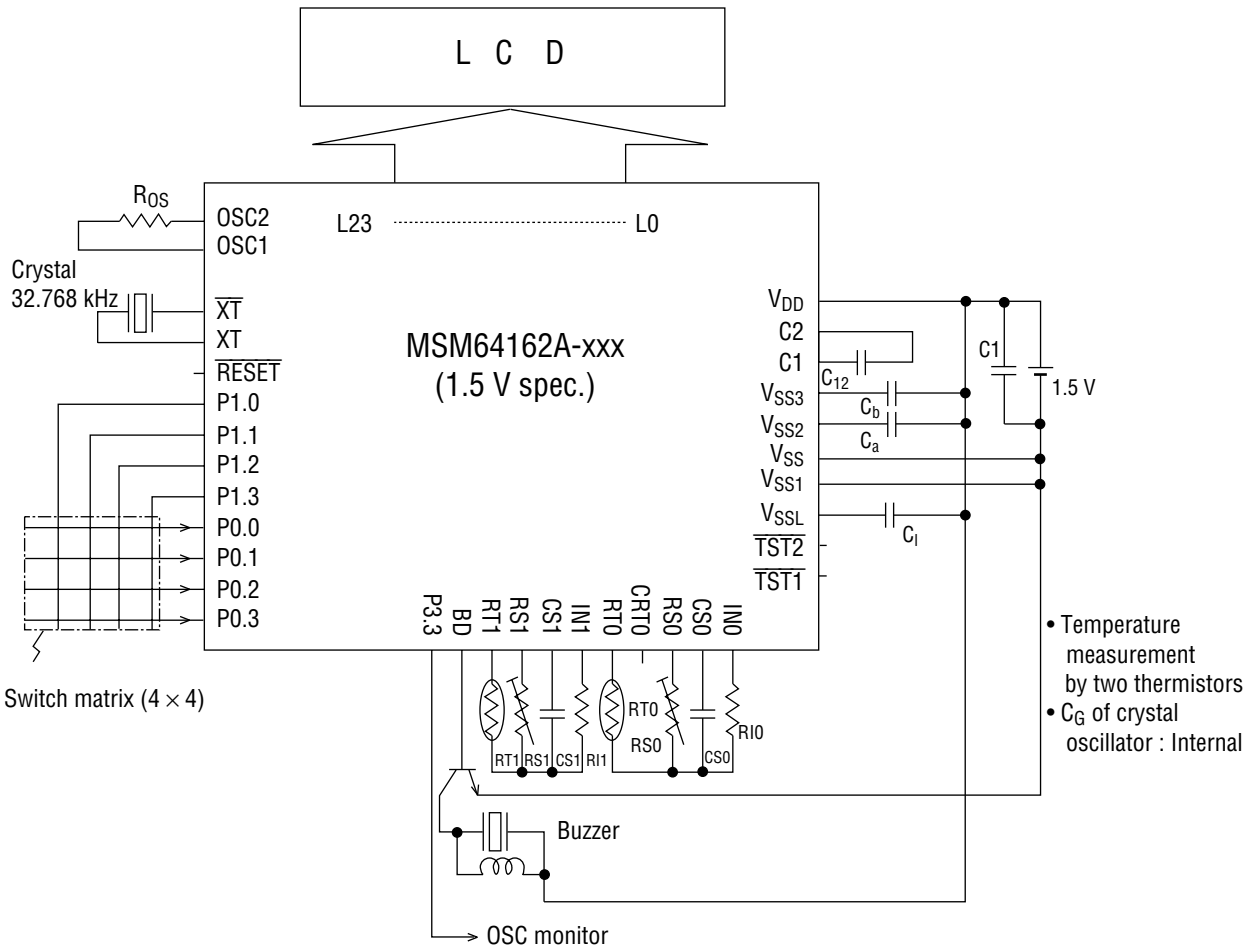 L C D
R_OS
OSC2
OSC1
L23
L0
Crystal
32.768 kHz
XT
XT
RESET
P1.0
P1.1
P1.2
P1.3
P0.0
P0.1
P0.2
P0.3
Switch matrix (4 × 4)
MSM64162A-xxx
(1.5 V spec.)
V_DD
C2
C1
C_12
V_SS3
C_b
V_SS2
C_a
V_SS
V_SS1
V_SSL
C_l
TST2
TST1
C1
1.5 V
P3.3
BD
RT1
RS1
CS1
IN1
RT0
CRT0
RS0
CS0
IN0
RT1
RS1
CS1
RI1
RT0
RS0
CS0
RI0
• Temperature
measurement
by two thermistors
• C_G of crystal
oscillator : Internal
Buzzer
OSC monitor